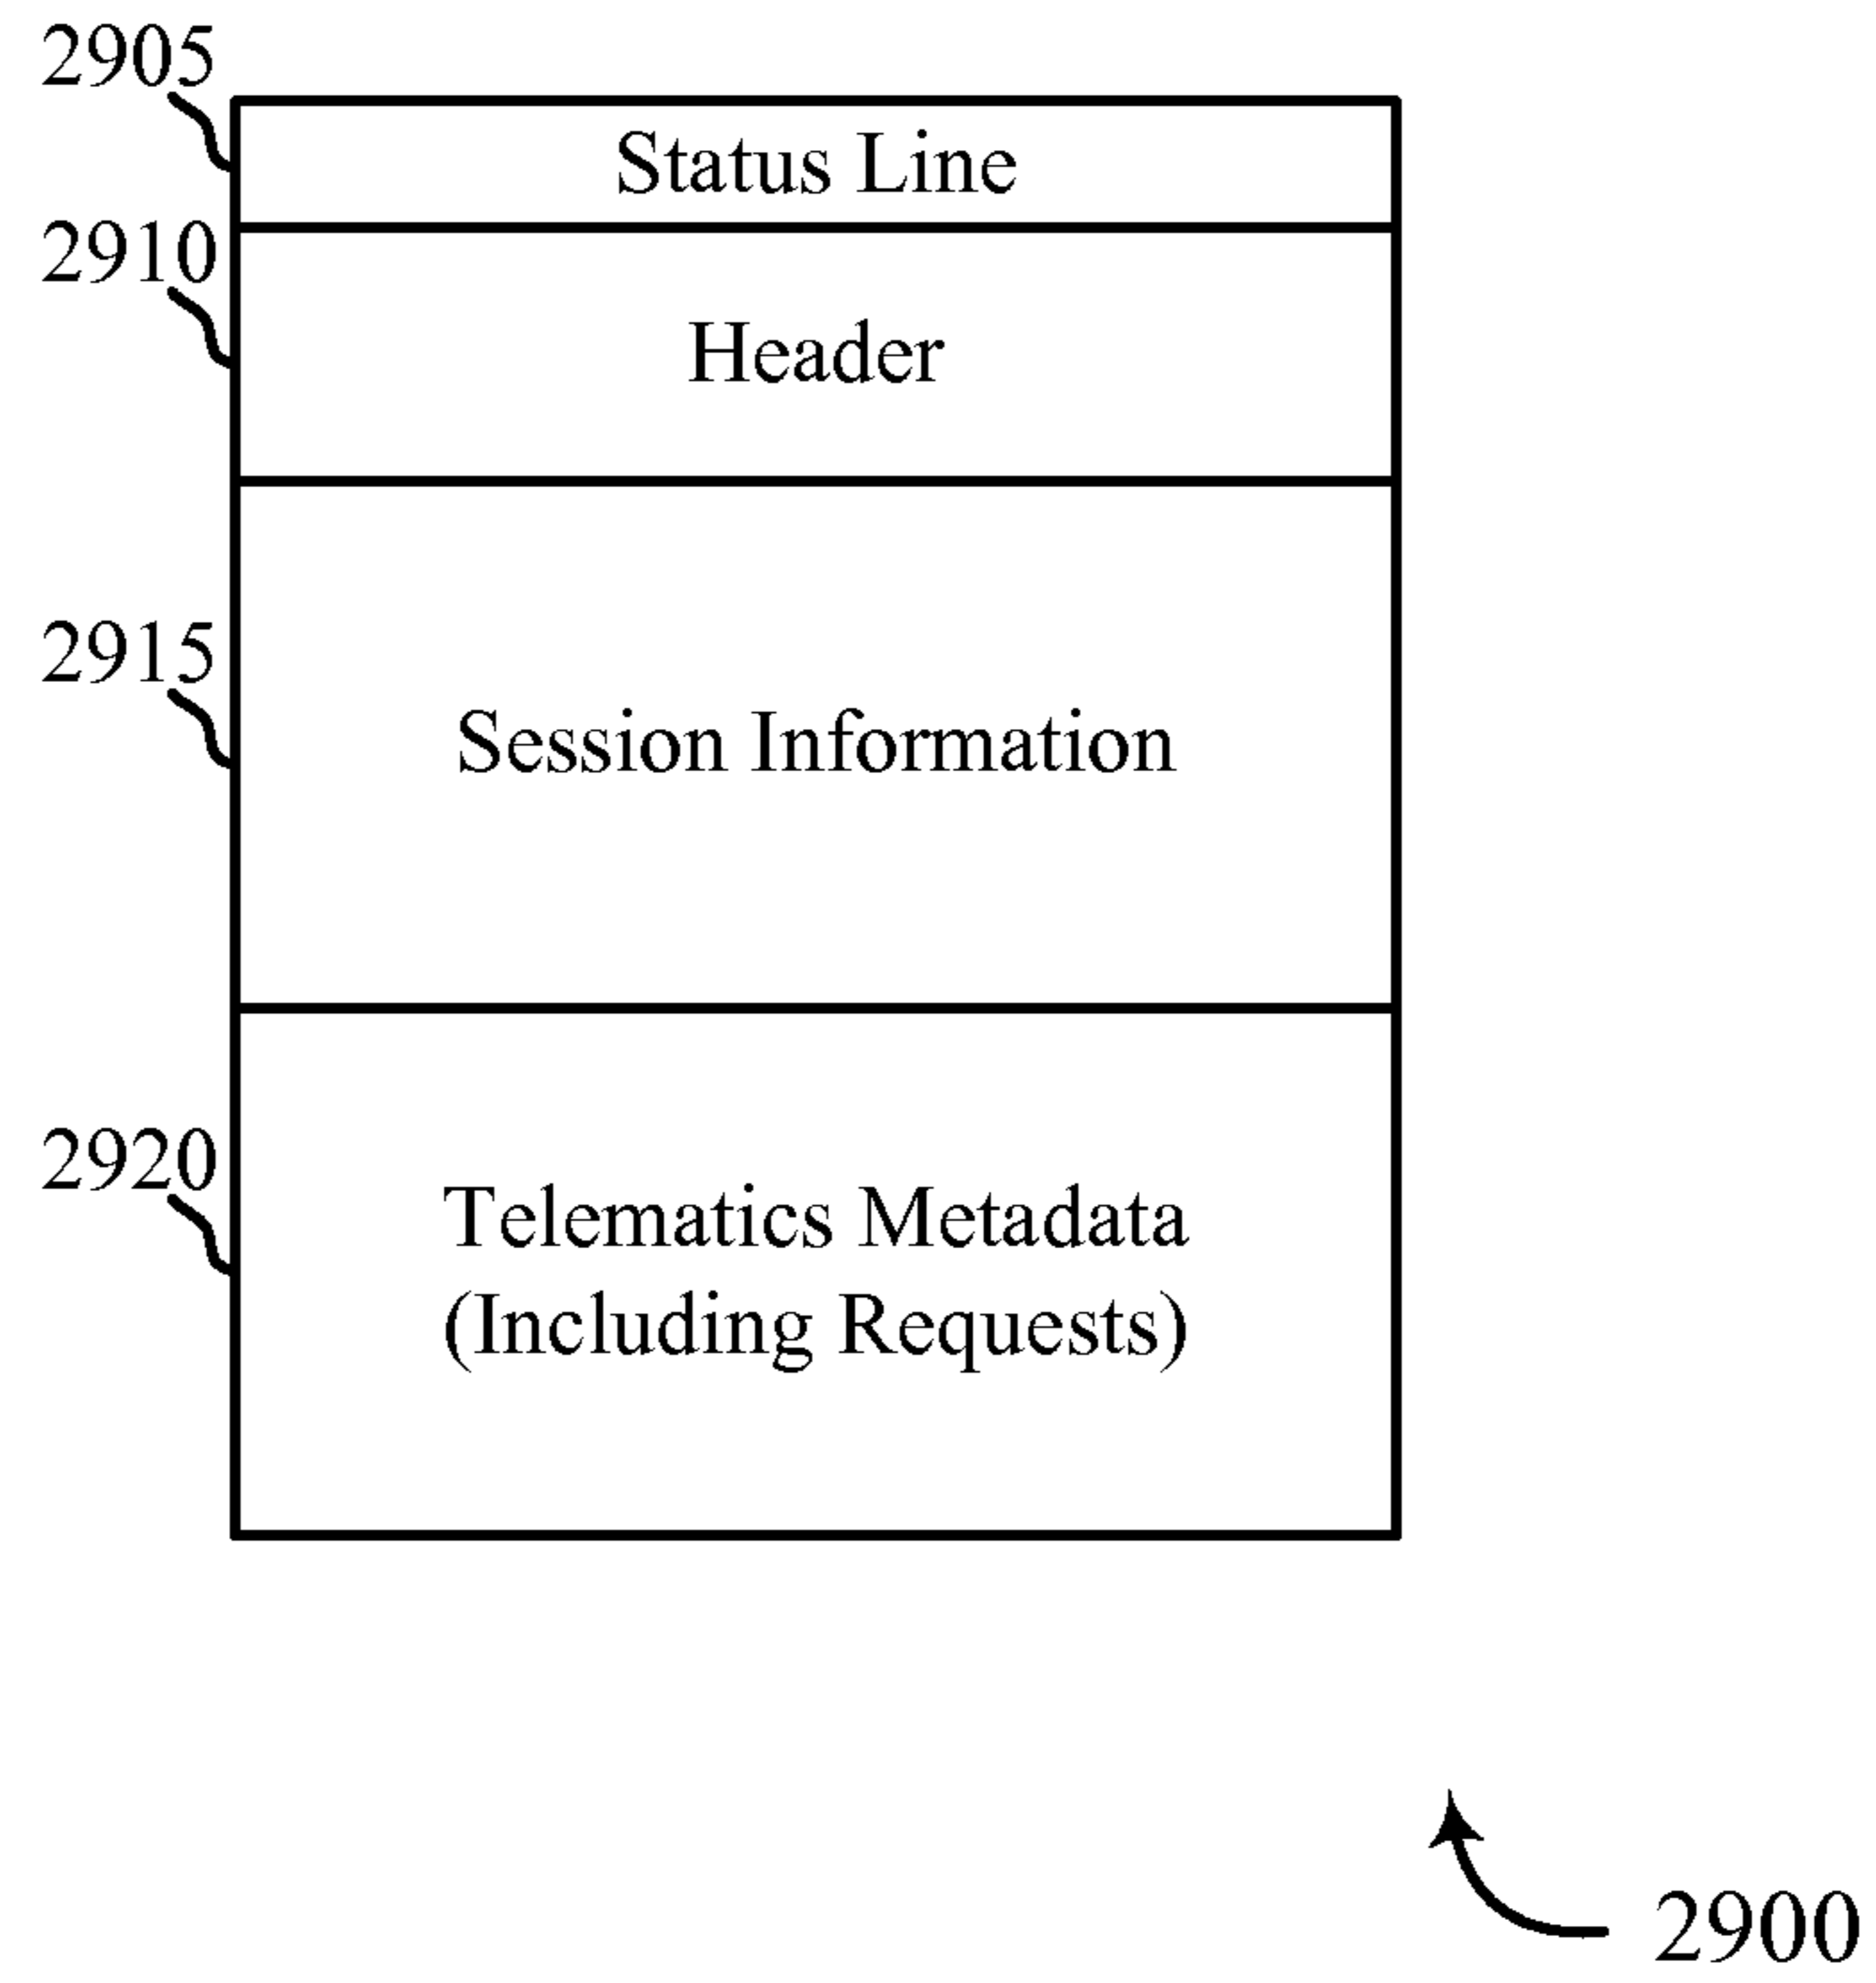 2905
Status Line
2910
Header
2915
Session Information
2920
Telematics Metadata
(Including Requests)
2900